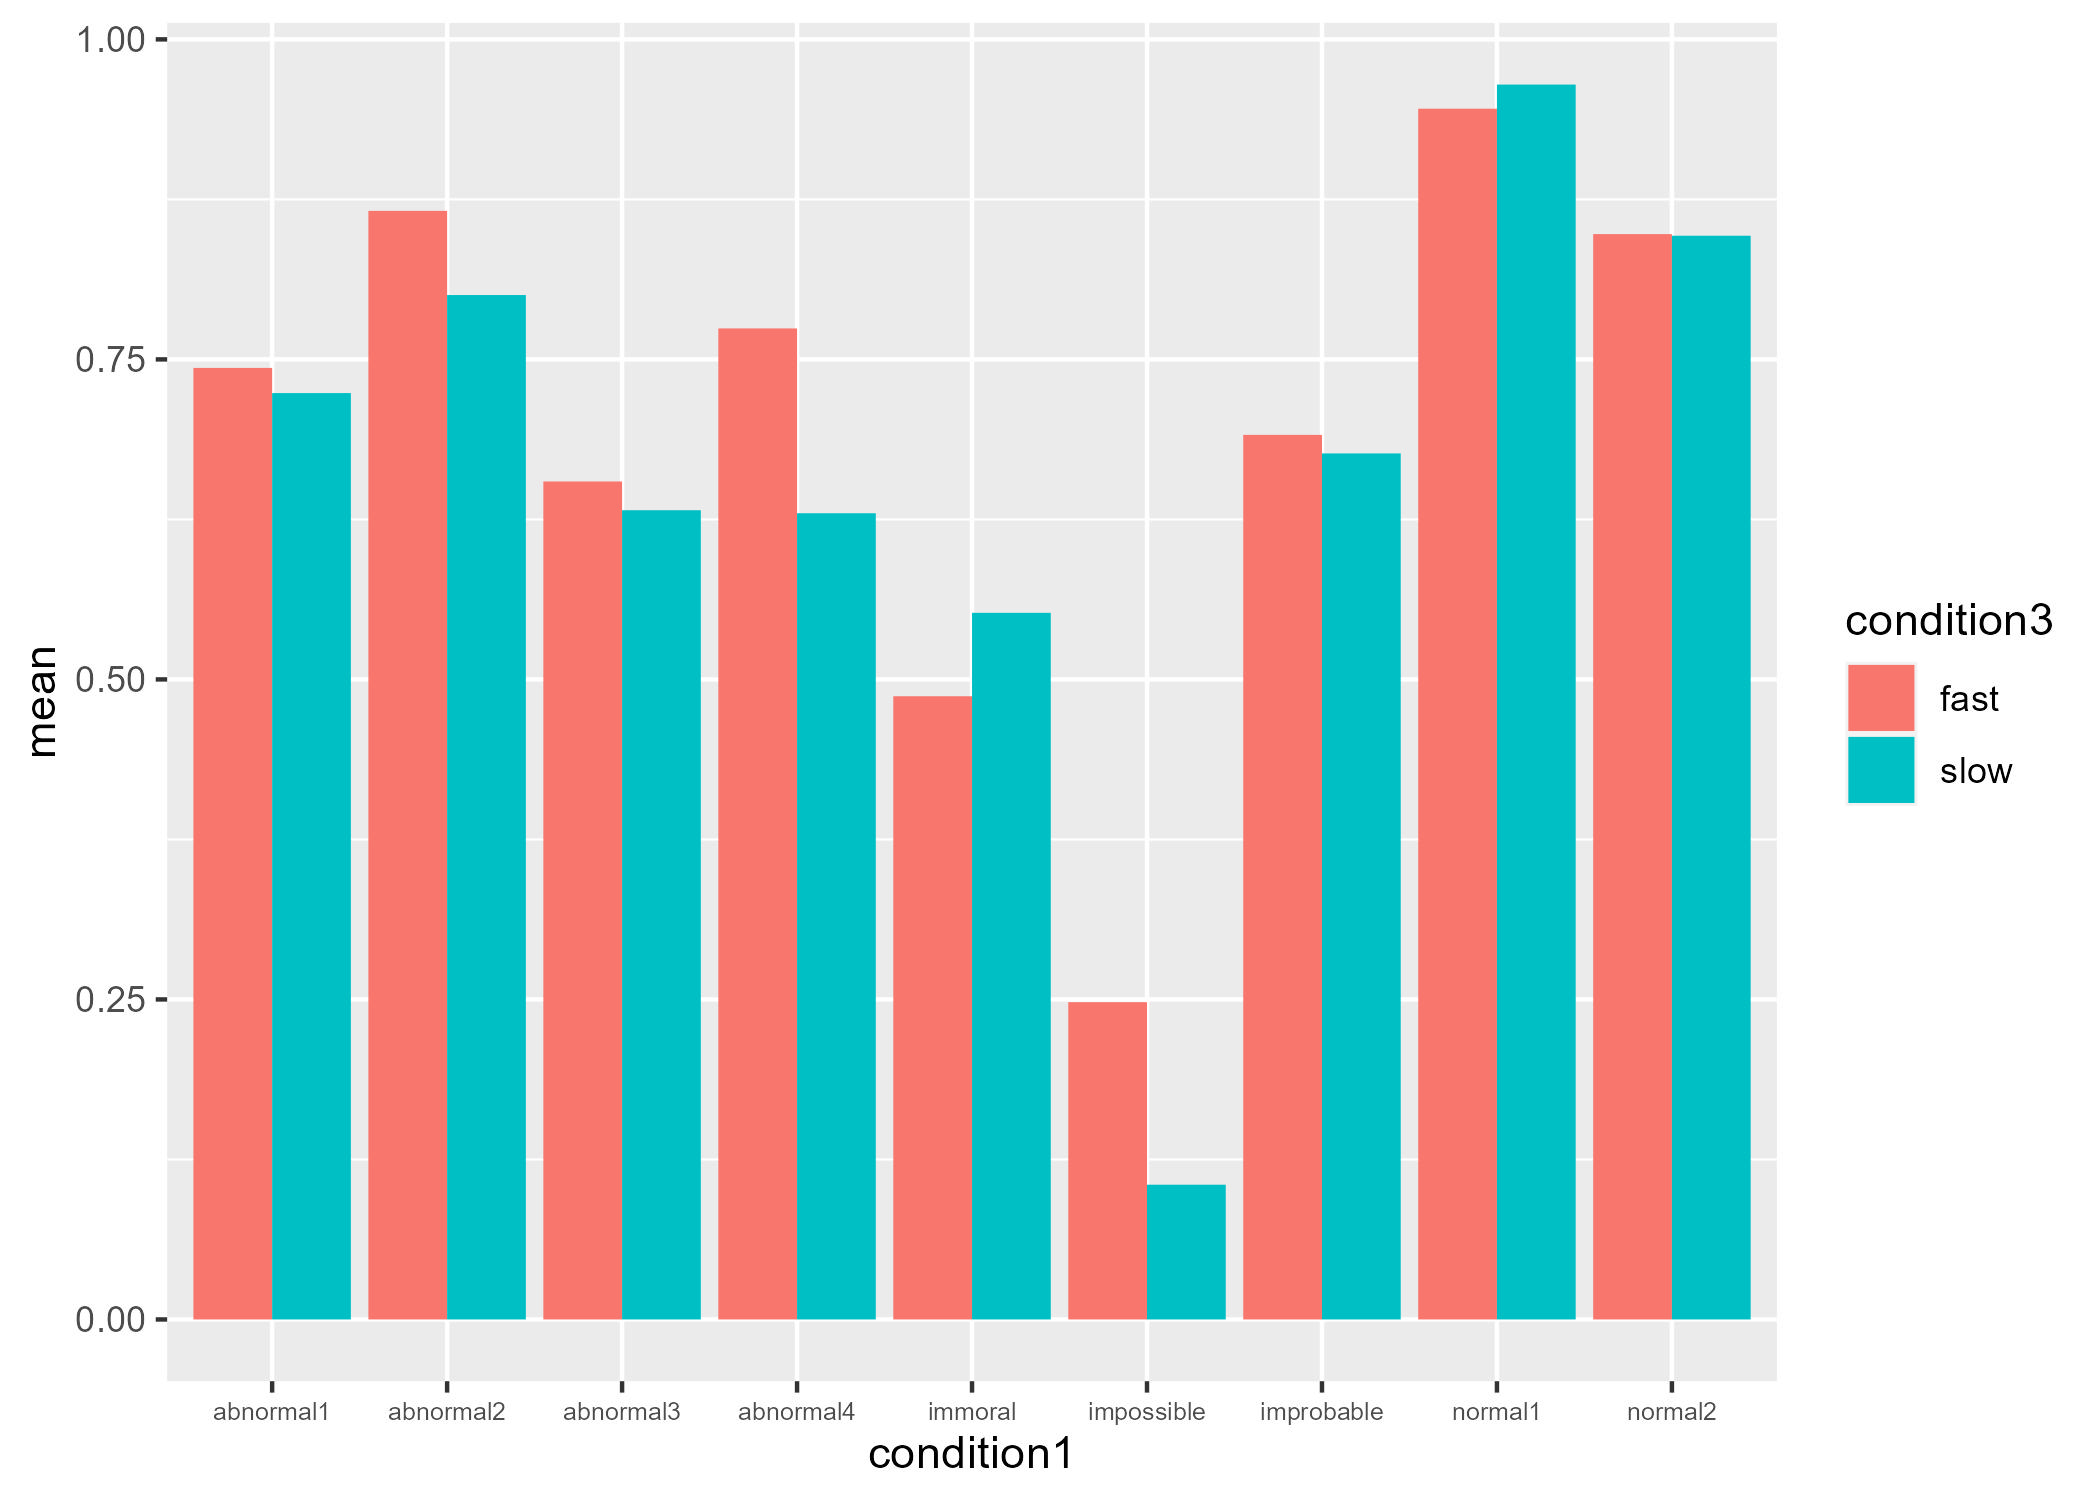 1.00
0.75
0.50
0.25
0.00
mean
abnormal1 abnormal2 abnormal3 abnormal4 immoral impossible improbable normal1 normal2
condition1
condition3
fast
slow